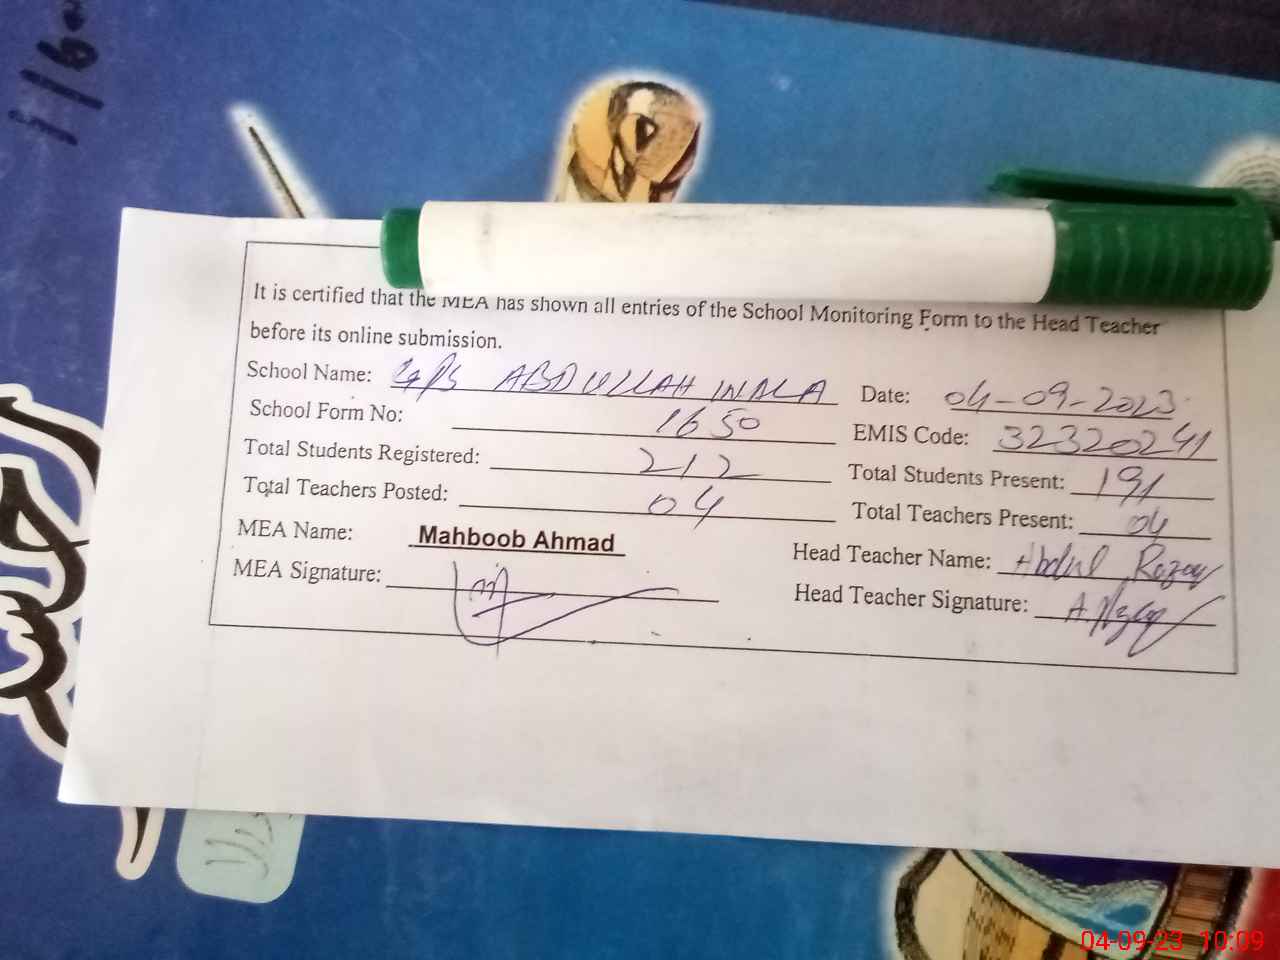 It is certified that the MEA has shown all entries of the School Monitoring Form to the Head Teacher
before its online submission.
School Name: GPS ABDULLAH WALA Date: 04-09-2023
School Form No: 1650 EMIS Code: 32320241
Total Students Registered: 212 Total Students Present: 191
Total Teachers Posted: 04 Total Teachers Present: 04
MEA Name: Mahboob Ahmad Head Teacher Name: Abdul Razaq
MEA Signature: Head Teacher Signature: A.Razaq
04-09-23 10:09